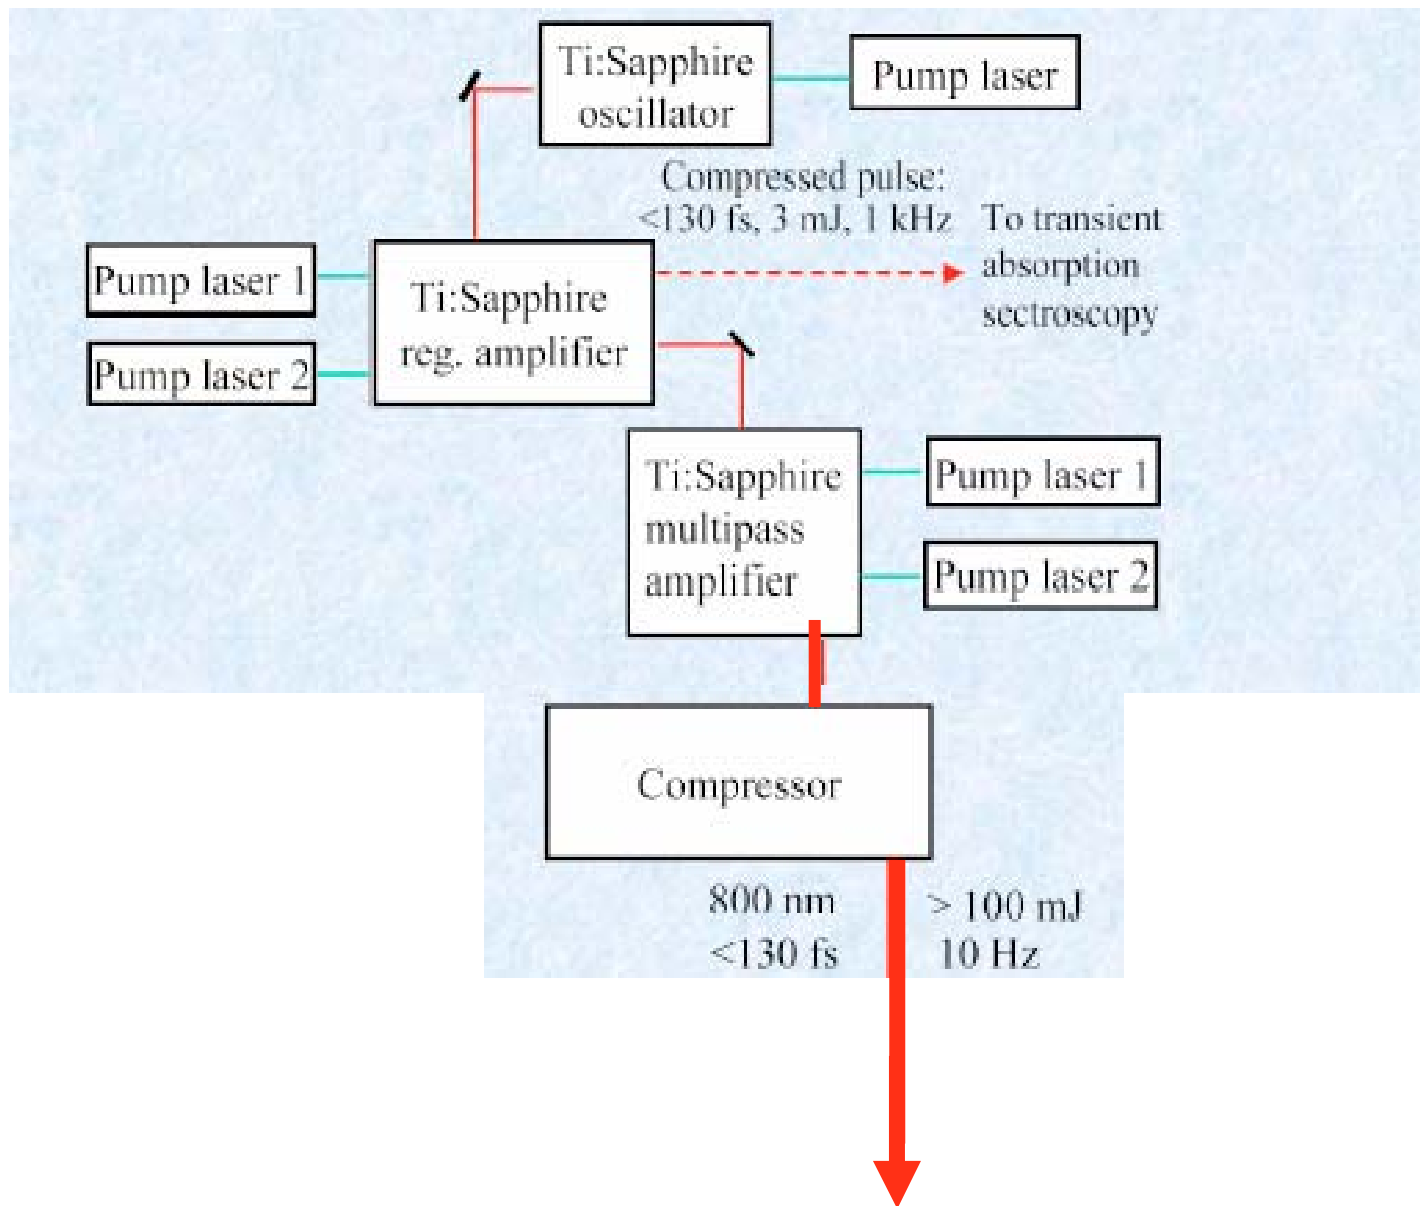 Ti:Sapphire
oscillator
Pump laser
Compressed pulse:
<130 fs, 3 mJ, 1 kHz
To transient
absorption
sectroscopy
Pump laser 1
Pump laser 2
Ti:Sapphire
reg. amplifier
Ti:Sapphire
multipass
amplifier
Pump laser 1
Pump laser 2
Compressor
800 nm
<130 fs
> 100 mJ
10 Hz